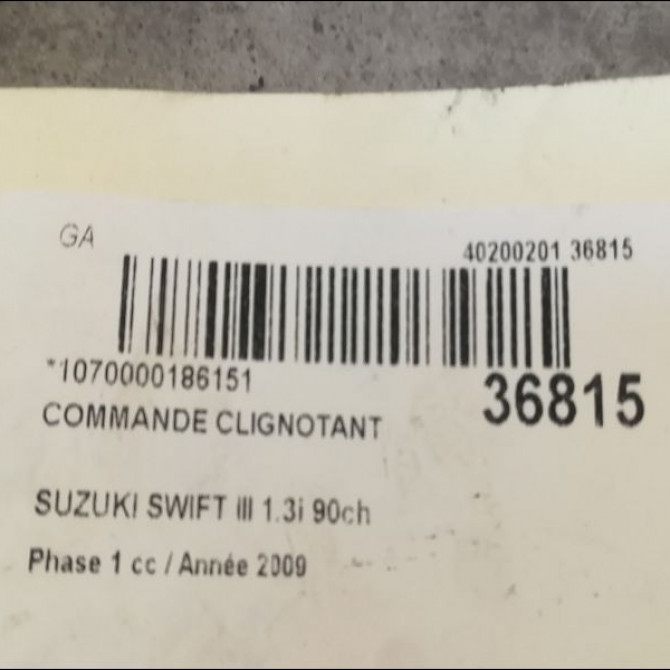 GA
40200201 36815
*1070000186151
36815
COMMANDE CLIGNOTANT
SUZUKI SWIFT III 1.3i 90ch
Phase 1 cc / Année 2009